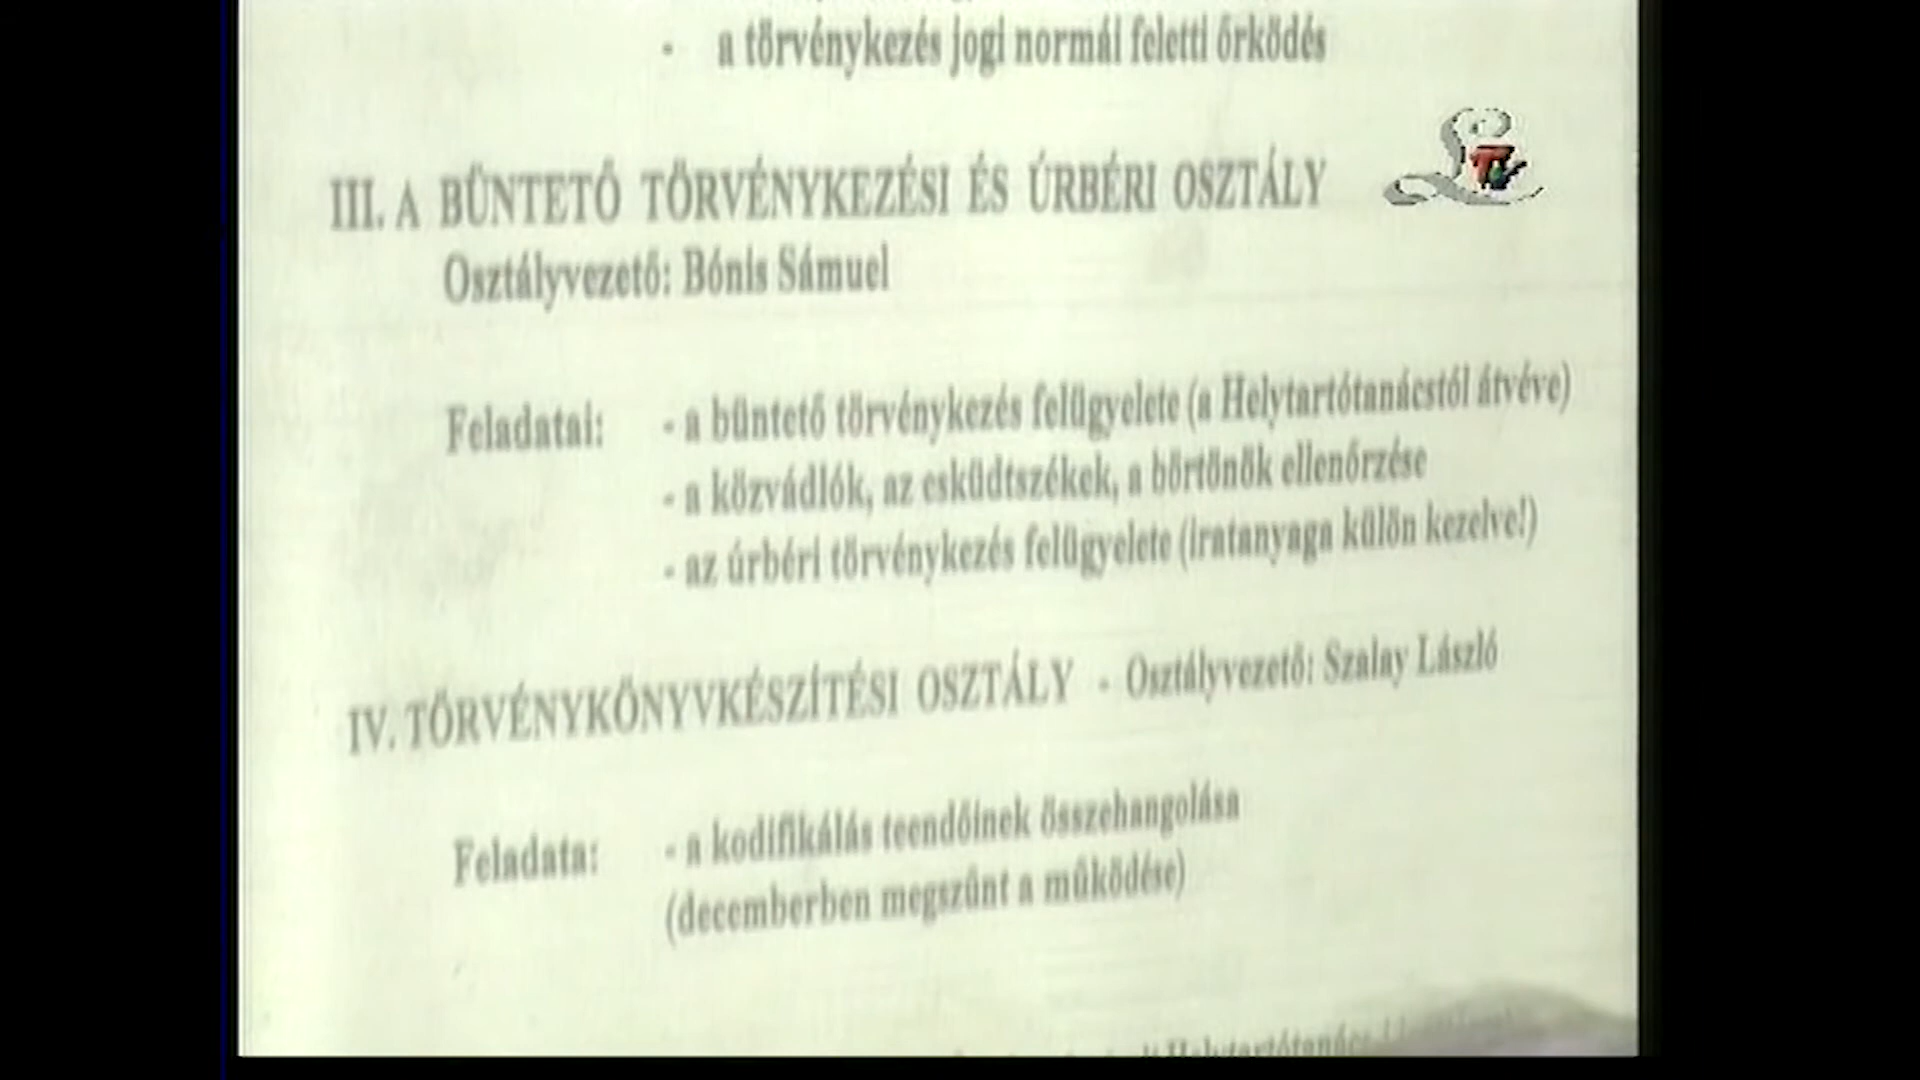 - a törvénykezés jogi normái feletti őrködés
III. A BÜNTETŐ TÖRVÉNYKEZÉSI ÉS ÚRBÉRI OSZTÁLY
Osztályvezető: Bónis Sámuel
Feladatai: - a büntető törvénykezés felügyelete (a Helytartótanácstól átvéve)
- a közvádlók, az esküdtszékek, a börtönök ellenőrzése
- az úrbéri törvénykezés felügyelete (iratanyaga külön kezelve!)
IV. TÖRVÉNYKÖNYVKÉSZÍTÉSI OSZTÁLY - Osztályvezető: Szalay László
Feladata: - a kodifikálás teendőinek összehangolása
(decemberben megszűnt a működése)